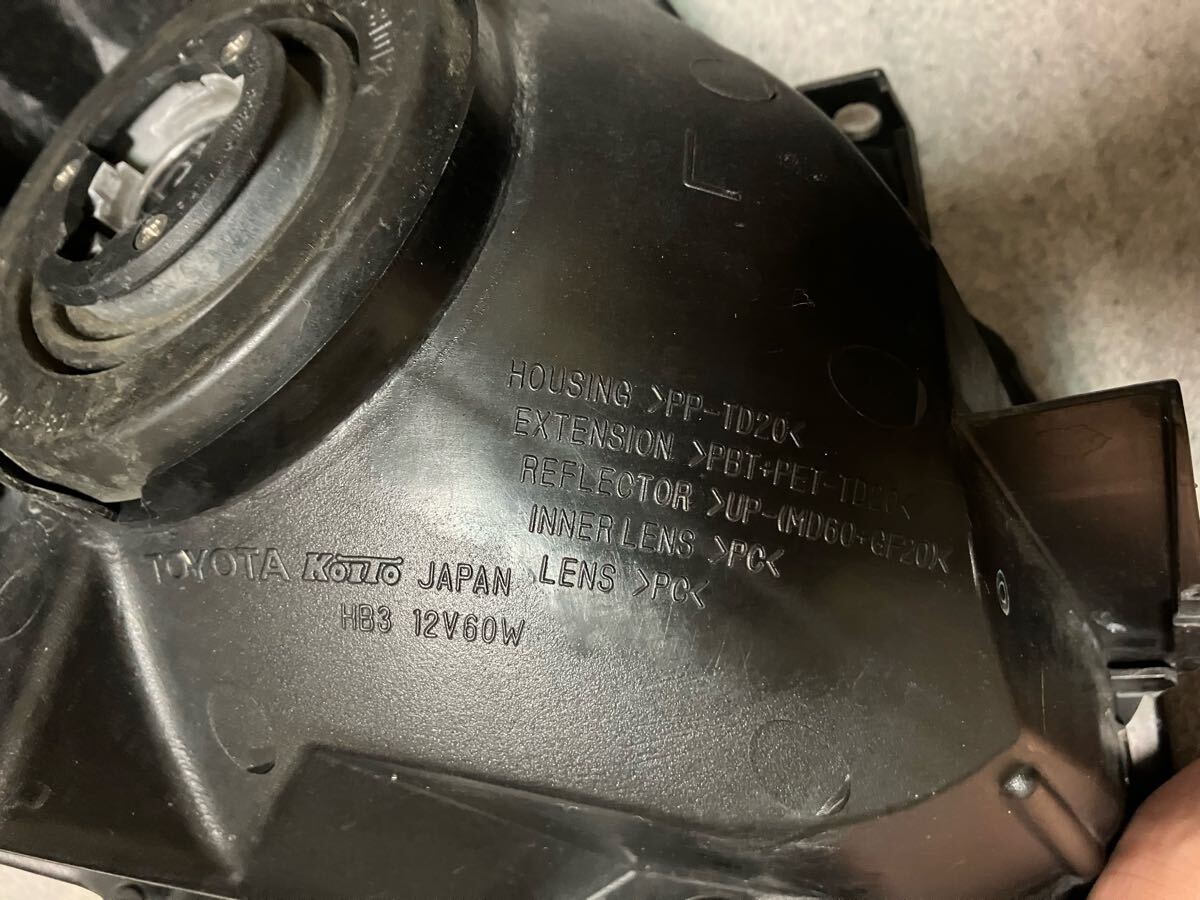 L
HOUSING >PP-TD20<
EXTENSION >PBT+PET-TD20<
REFLECTOR >UP-(MD60+GF20)<
INNER LENS >PC<
LENS >PC<
TOYOTA KOITO JAPAN
HB3 12V60W